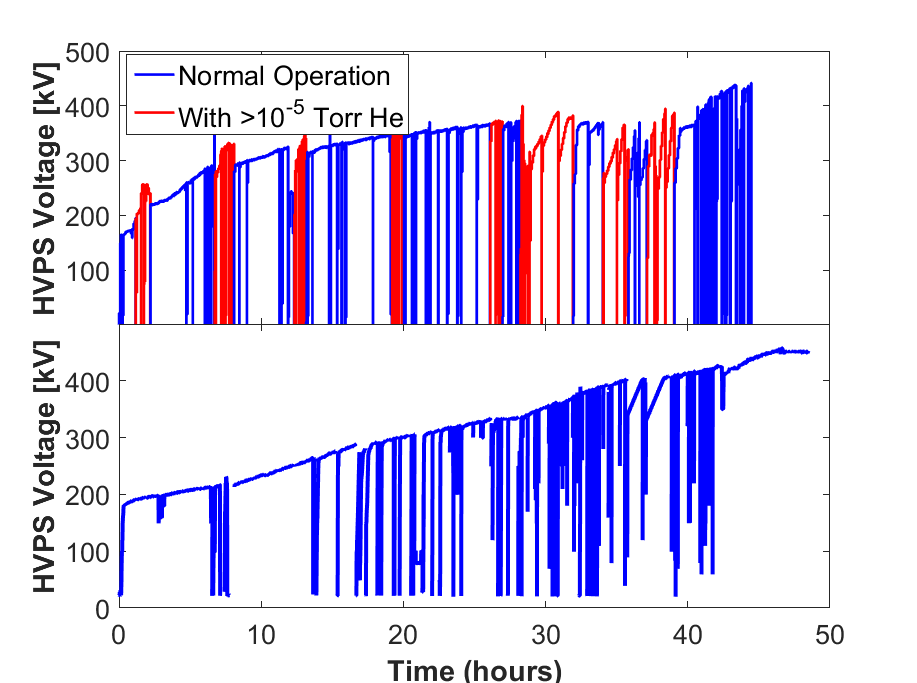 500
400
300
200
100
HVPS Voltage [kV]
Normal Operation
With >10⁻⁵ Torr He
400
300
200
100
0
HVPS Voltage [kV]
0 10 20 30 40 50
Time (hours)